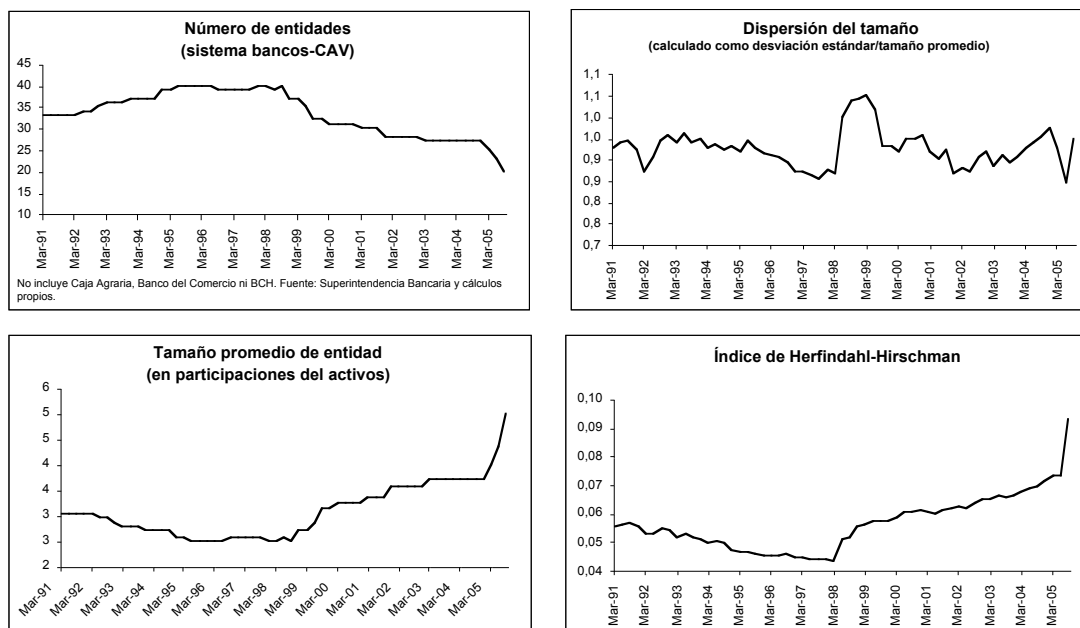 Número de entidades
(sistema bancos-CAV)
45
40
35
30
25
20
15
10
Mar-91
Mar-92
Mar-93
Mar-94
Mar-95
Mar-96
Mar-97
Mar-98
Mar-99
Mar-00
Mar-01
Mar-02
Mar-03
Mar-04
Mar-05
No incluye Caja Agraria, Banco del Comercio ni BCH. Fuente: Superintendencia Bancaria y cálculos
propios.
Dispersión del tamaño
(calculado como desviación estándar/tamaño promedio)
1,1
1,1
1,0
1,0
0,9
0,9
0,8
0,8
0,7
Mar-91
Mar-92
Mar-93
Mar-94
Mar-95
Mar-96
Mar-97
Mar-98
Mar-99
Mar-00
Mar-01
Mar-02
Mar-03
Mar-04
Mar-05
Tamaño promedio de entidad
(en participaciones del activos)
6
5
5
4
4
3
3
2
Mar-91
Mar-92
Mar-93
Mar-94
Mar-95
Mar-96
Mar-97
Mar-98
Mar-99
Mar-00
Mar-01
Mar-02
Mar-03
Mar-04
Mar-05
Índice de Herfindahl-Hirschman
0,10
0,09
0,08
0,07
0,06
0,05
0,04
Mar-91
Mar-92
Mar-93
Mar-94
Mar-95
Mar-96
Mar-97
Mar-98
Mar-99
Mar-00
Mar-01
Mar-02
Mar-03
Mar-04
Mar-05